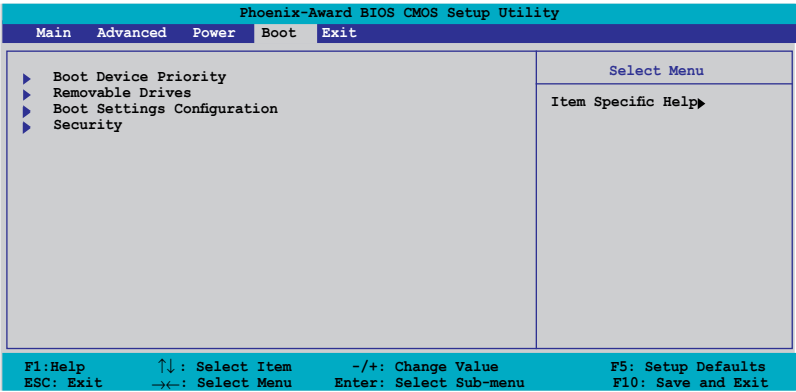 Phoenix-Award BIOS CMOS Setup Utility
Main Advanced Power Boot Exit
Boot Device Priority
Removable Drives
Boot Settings Configuration
Security
Select Menu
Item Specific Help
F1:Help ↑↓: Select Item -/+: Change Value F5: Setup Defaults
ESC: Exit →←: Select Menu Enter: Select Sub-menu F10: Save and Exit